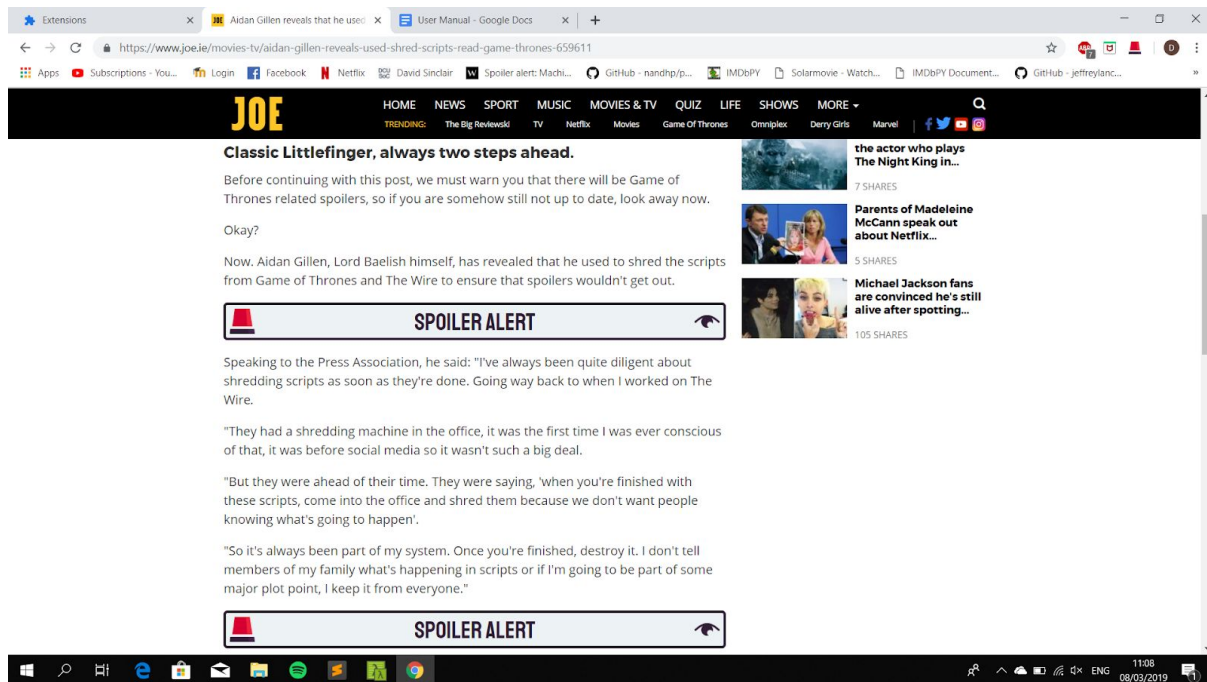 Extensions
Aidan Gillen reveals that he used
User Manual - Google Docs
https://www.joe.ie/movies-tv/aidan-gillen-reveals-used-shred-scripts-read-game-thrones-659611
ABP
7
D
Apps
Subscriptions - You...
Login
Facebook
Netflix
David Sinclair
Spoiler alert: Machi...
GitHub - nandhp/p...
IMDbPY
Solarmovie - Watch...
IMDbPY Document...
GitHub - jeffreylanc...
»
JOE
HOME NEWS SPORT MUSIC MOVIES & TV QUIZ LIFE SHOWS MORE
TRENDING: The Big Reviewski TV Netflix Movies Game Of Thrones Omniplex Derry Girls Marvel
Classic Littlefinger, always two steps ahead.
Before continuing with this post, we must warn you that there will be Game of
Thrones related spoilers, so if you are somehow still not up to date, look away now.
Okay?
Now. Aidan Gillen, Lord Baelish himself, has revealed that he used to shred the scripts
from Game of Thrones and The Wire to ensure that spoilers wouldn't get out.
SPOILER ALERT
Speaking to the Press Association, he said: "I've always been quite diligent about
shredding scripts as soon as they're done. Going way back to when I worked on The
Wire.
"They had a shredding machine in the office, it was the first time I was ever conscious
of that, it was before social media so it wasn't such a big deal.
"But they were ahead of their time. They were saying, 'when you're finished with
these scripts, come into the office and shred them because we don't want people
knowing what's going to happen'.
"So it's always been part of my system. Once you're finished, destroy it. I don't tell
members of my family what's happening in scripts or if I'm going to be part of some
major plot point, I keep it from everyone."
SPOILER ALERT
the actor who plays
The Night King in...
7 SHARES
Parents of Madeleine
McCann speak out
about Netflix...
5 SHARES
Michael Jackson fans
are convinced he's still
alive after spotting...
105 SHARES
ENG
11:08
08/03/2019